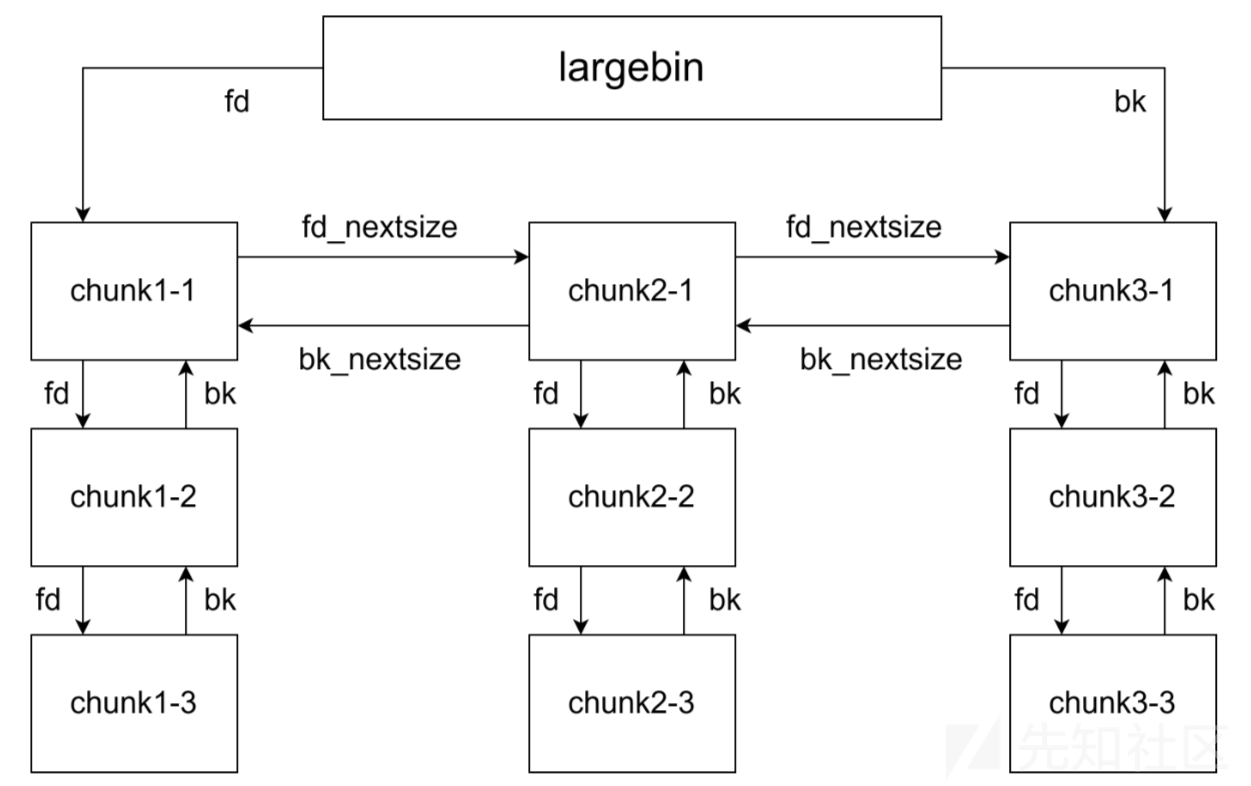 largebin
fd
bk
fd_nextsize
fd_nextsize
chunk1-1
chunk2-1
chunk3-1
bk_nextsize
bk_nextsize
fd
bk
fd
bk
fd
bk
chunk1-2
chunk2-2
chunk3-2
fd
bk
fd
bk
fd
bk
chunk1-3
chunk2-3
chunk3-3
先知社区